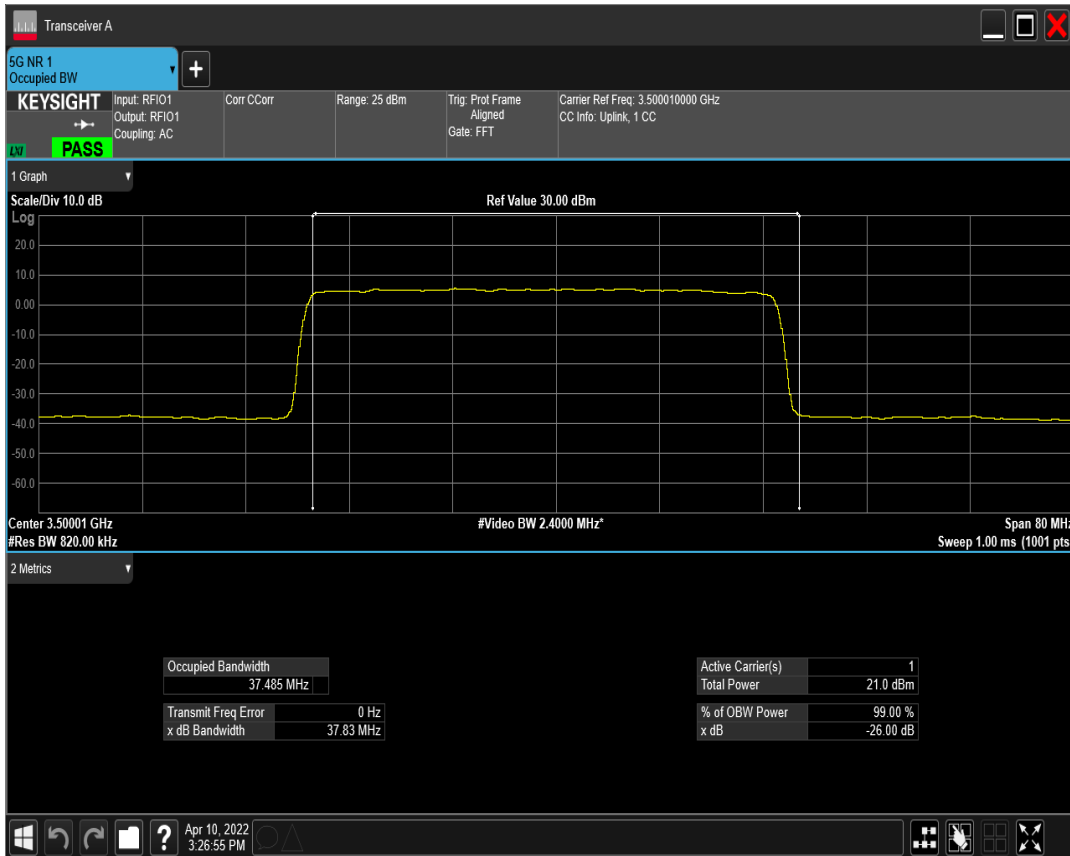 Transceiver A
5G NR 1
Occupied BW
KEYSIGHT
Input: RFIO1
Output: RFIO1
Coupling: AC
Corr CCorr
Range: 25 dBm
Trig: Prot Frame
Aligned
Gate: FFT
Carrier Ref Freq: 3.500010000 GHz
CC Info: Uplink, 1 CC
LXI
PASS
1 Graph
Scale/Div 10.0 dB
Ref Value 30.00 dBm
Log
20.0
10.0
0.00
-10.0
-20.0
-30.0
-40.0
-50.0
-60.0
Center 3.50001 GHz
#Video BW 2.4000 MHz*
Span 80 MHz
#Res BW 820.00 kHz
Sweep 1.00 ms (1001 pts
2 Metrics
Occupied Bandwidth
37.485 MHz
Transmit Freq Error 0 Hz
x dB Bandwidth 37.83 MHz
Active Carrier(s) 1
Total Power 21.0 dBm
% of OBW Power 99.00 %
x dB -26.00 dB
?
Apr 10, 2022
3:26:55 PM